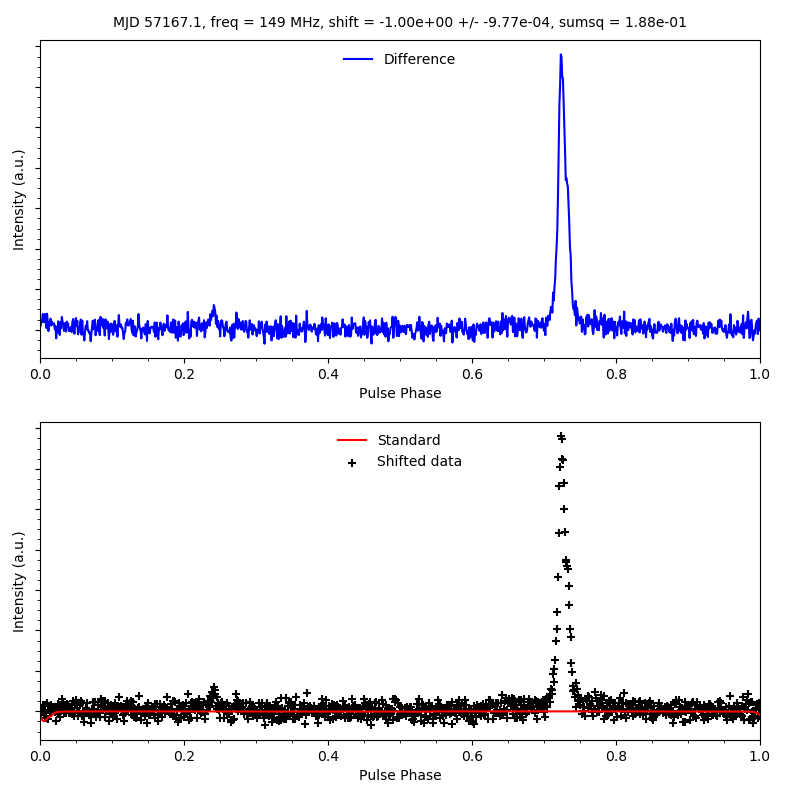 MJD 57167.1, freq = 149 MHz, shift = -1.00e+00 +/- -9.77e-04, sumsq = 1.88e-01
Difference
Intensity (a.u.)
0.0 0.2 0.4 0.6 0.8 1.0
Pulse Phase
Standard
Shifted data
Intensity (a.u.)
0.0 0.2 0.4 0.6 0.8 1.0
Pulse Phase